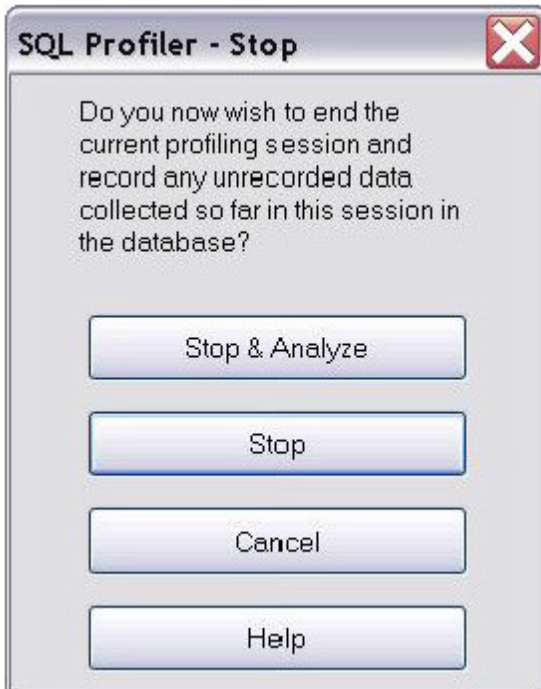 SQL Profiler - Stop
Do you now wish to end the
current profiling session and
record any unrecorded data
collected so far in this session in
the database?
Stop & Analyze
Stop
Cancel
Help